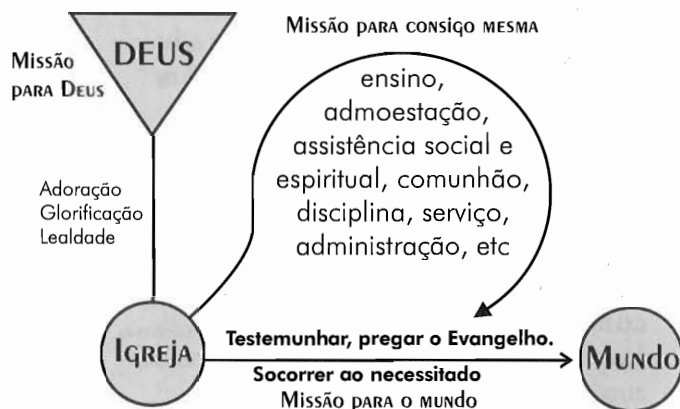 Missão para consigo mesma
DEUS
Missão
para Deus
ensino,
admoestação,
assistência social e
espiritual, comunhão,
disciplina, serviço,
administração, etc
Adoração
Glorificação
Lealdade
Igreja
Testemunhar, pregar o Evangelho.
Socorrer ao necessitado
Missão para o mundo
Mundo